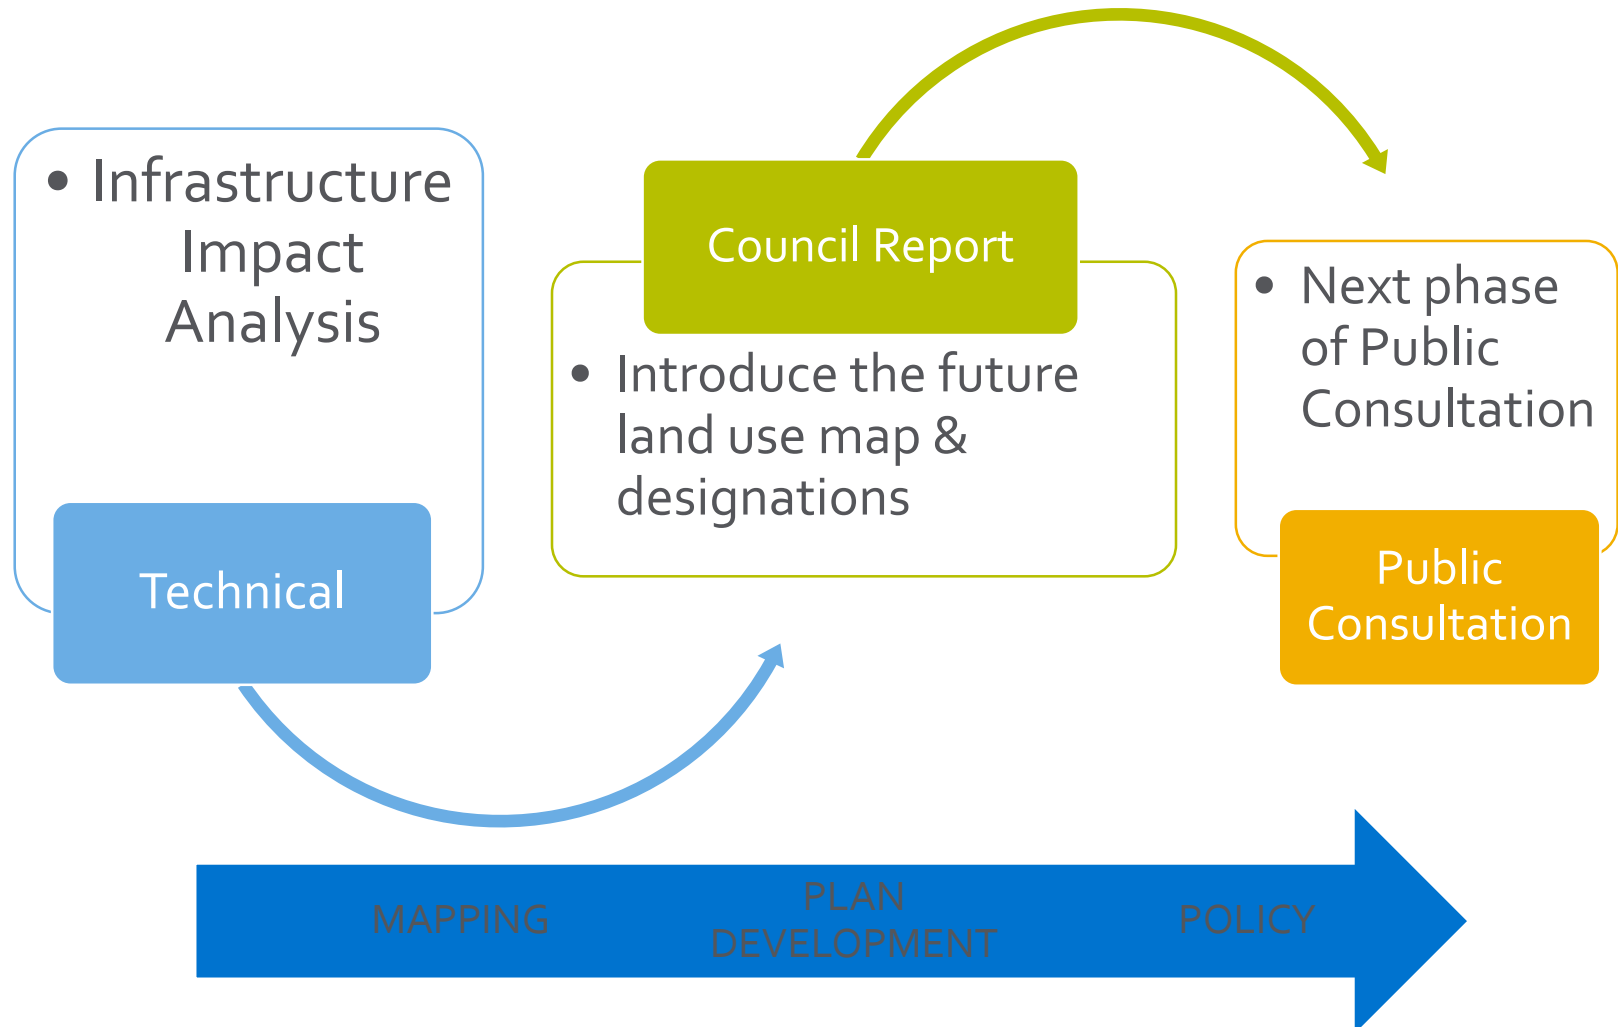 • Infrastructure
Impact
Analysis
Technical
Council Report
• Introduce the future
land use map &
designations
• Next phase
of Public
Consultation
Public
Consultation
MAPPING
PLAN
DEVELOPMENT
POLICY